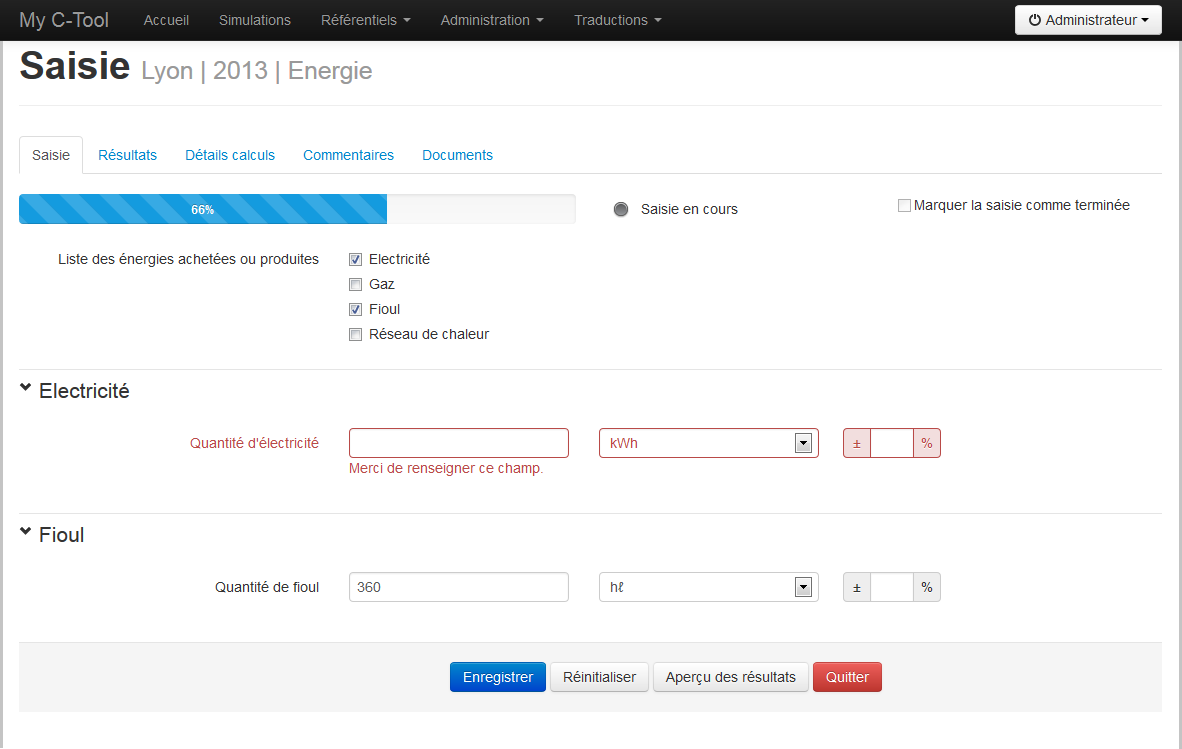 My C-Tool Accueil Simulations Référentiels Administration Traductions Administrateur
Saisie Lyon | 2013 | Energie
Saisie Résultats Détails calculs Commentaires Documents
66% Saisie en cours Marquer la saisie comme terminée
Liste des énergies achetées ou produites Electricité
Gaz
Fioul
Réseau de chaleur
Electricité
Quantité d'électricité kWh ± %
Merci de renseigner ce champ.
Fioul
Quantité de fioul 360 hℓ ± %
Enregistrer Réinitialiser Aperçu des résultats Quitter